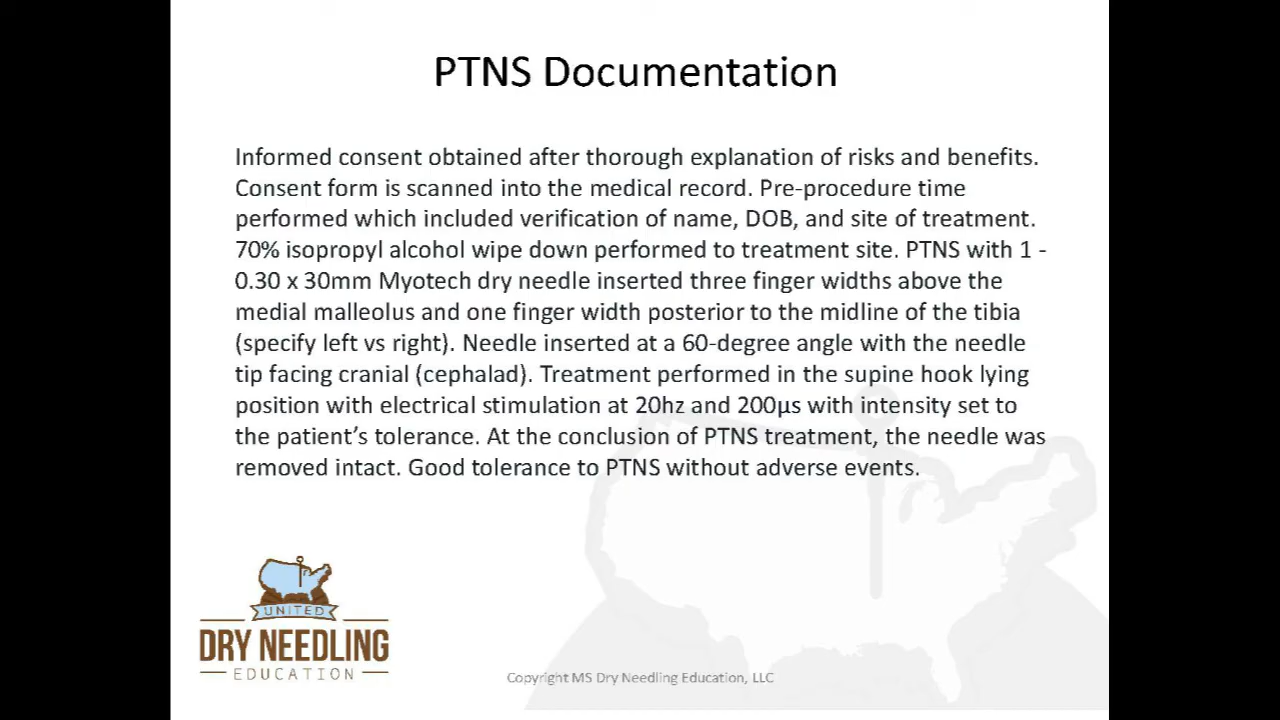 PTNS Documentation
Informed consent obtained after thorough explanation of risks and benefits.
Consent form is scanned into the medical record. Pre-procedure time
performed which included verification of name, DOB, and site of treatment.
70% isopropyl alcohol wipe down performed to treatment site. PTNS with 1 -
0.30 x 30mm Myotech dry needle inserted three finger widths above the
medial malleolus and one finger width posterior to the midline of the tibia
(specify left vs right). Needle inserted at a 60-degree angle with the needle
tip facing cranial (cephalad). Treatment performed in the supine hook lying
position with electrical stimulation at 20hz and 200μs with intensity set to
the patient’s tolerance. At the conclusion of PTNS treatment, the needle was
removed intact. Good tolerance to PTNS without adverse events.
UNITED
DRY NEEDLING
EDUCATION
Copyright MS Dry Needling Education, LLC